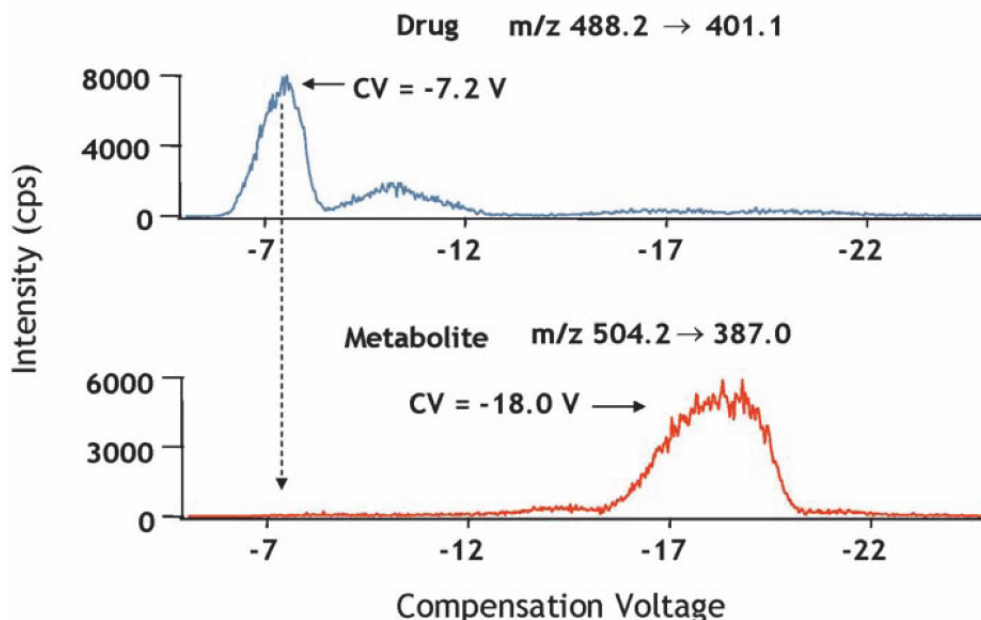 Drug m/z 488.2 → 401.1
8000
CV = -7.2 V
4000
0
-7 -12 -17 -22
Intensity (cps)
Metabolite m/z 504.2 → 387.0
6000
CV = -18.0 V
3000
0
-7 -12 -17 -22
Compensation Voltage